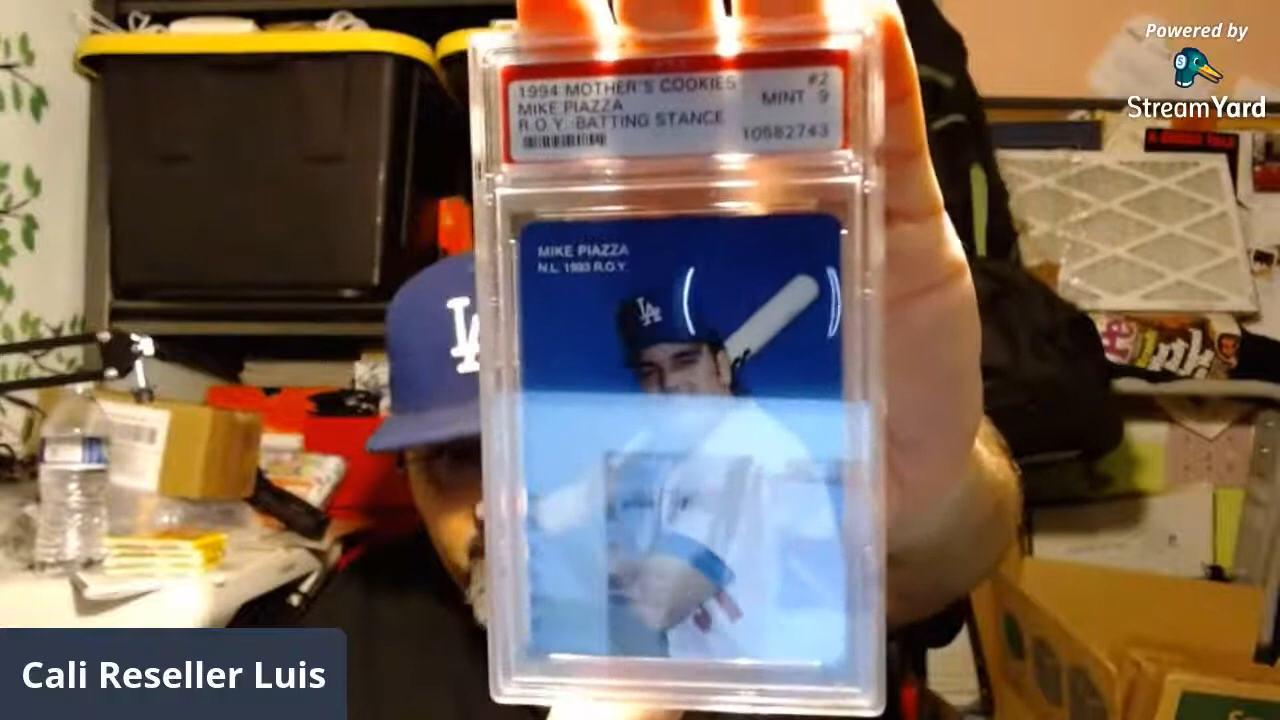 Powered by
StreamYard
1994 MOTHER'S COOKIES #2
MIKE PIAZZA MINT 9
R.O.Y.-BATTING STANCE
10582743
MIKE PIAZZA
N.L. 1993 R.O.Y.
LA
LA
Cali Reseller Luis